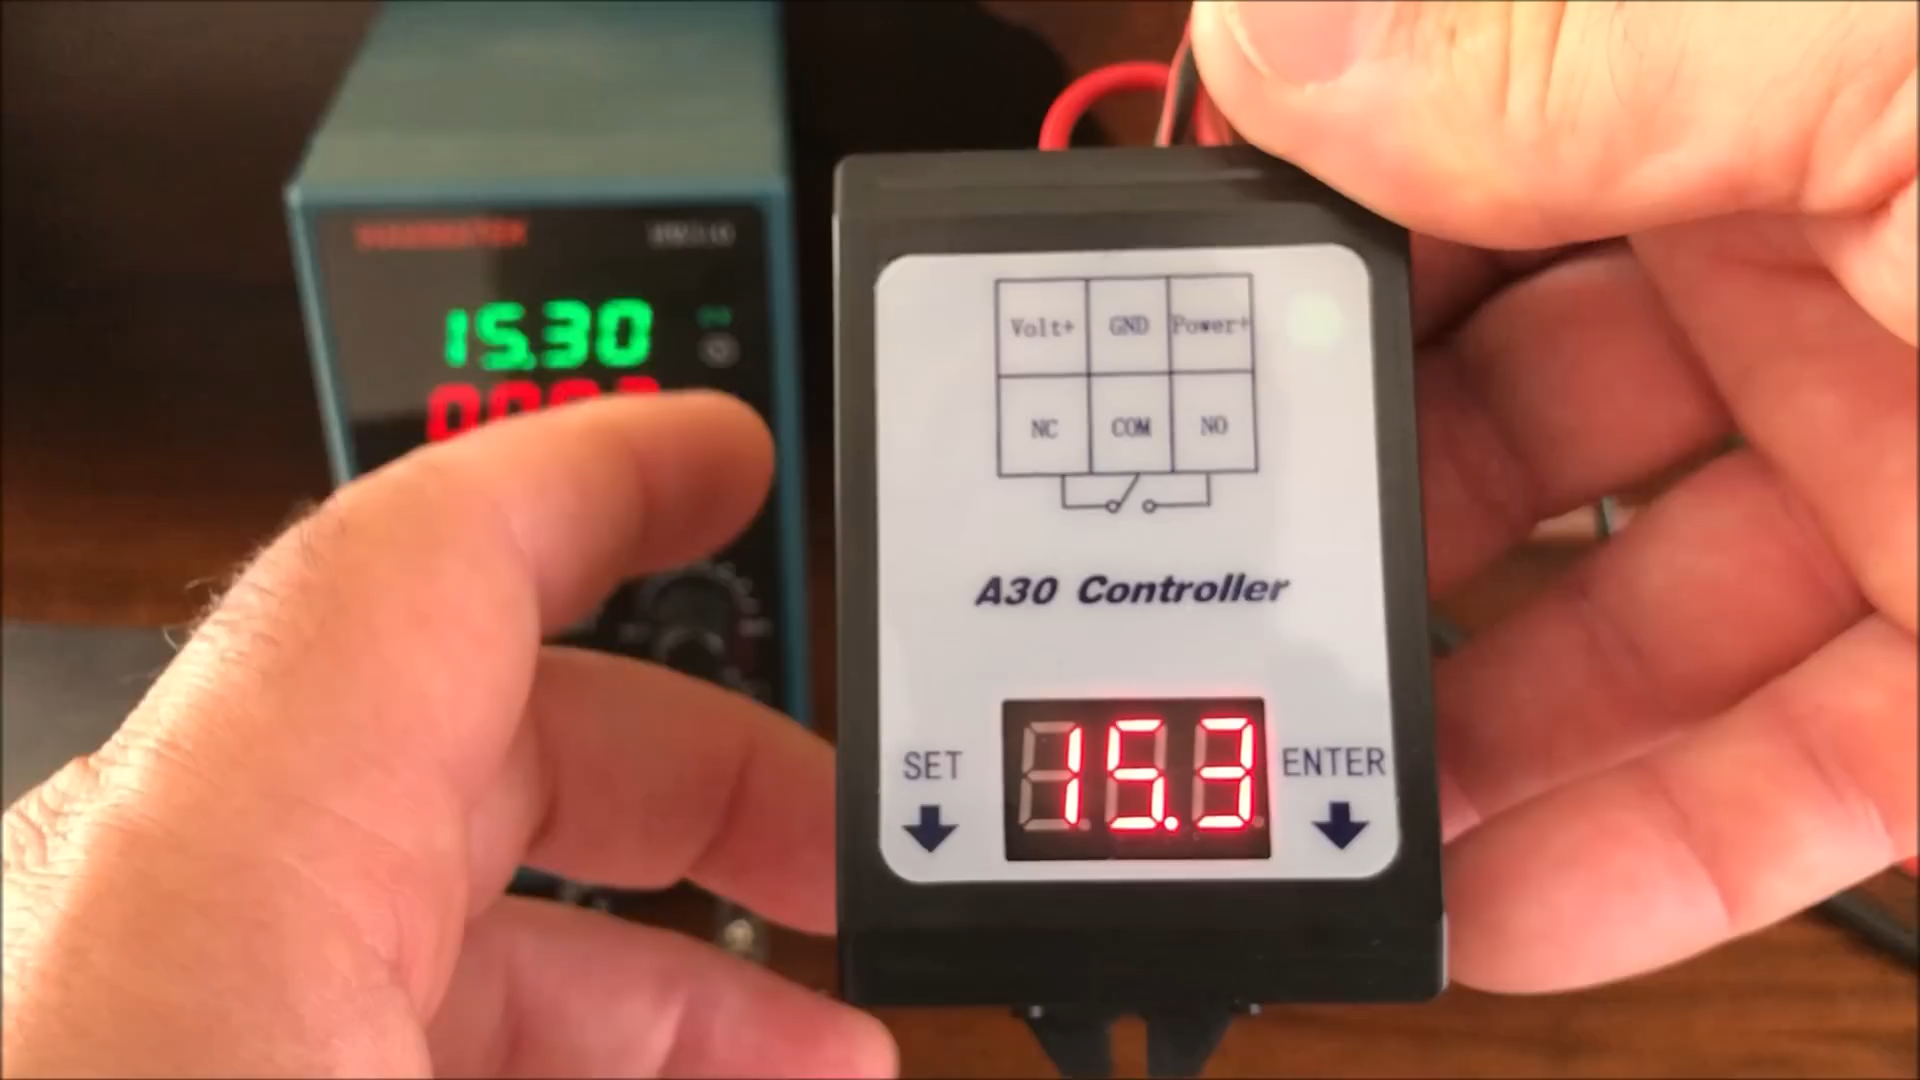 15.30
Volt+ GND Power+
NC COM NO
A30 Controller
SET 15.3 ENTER